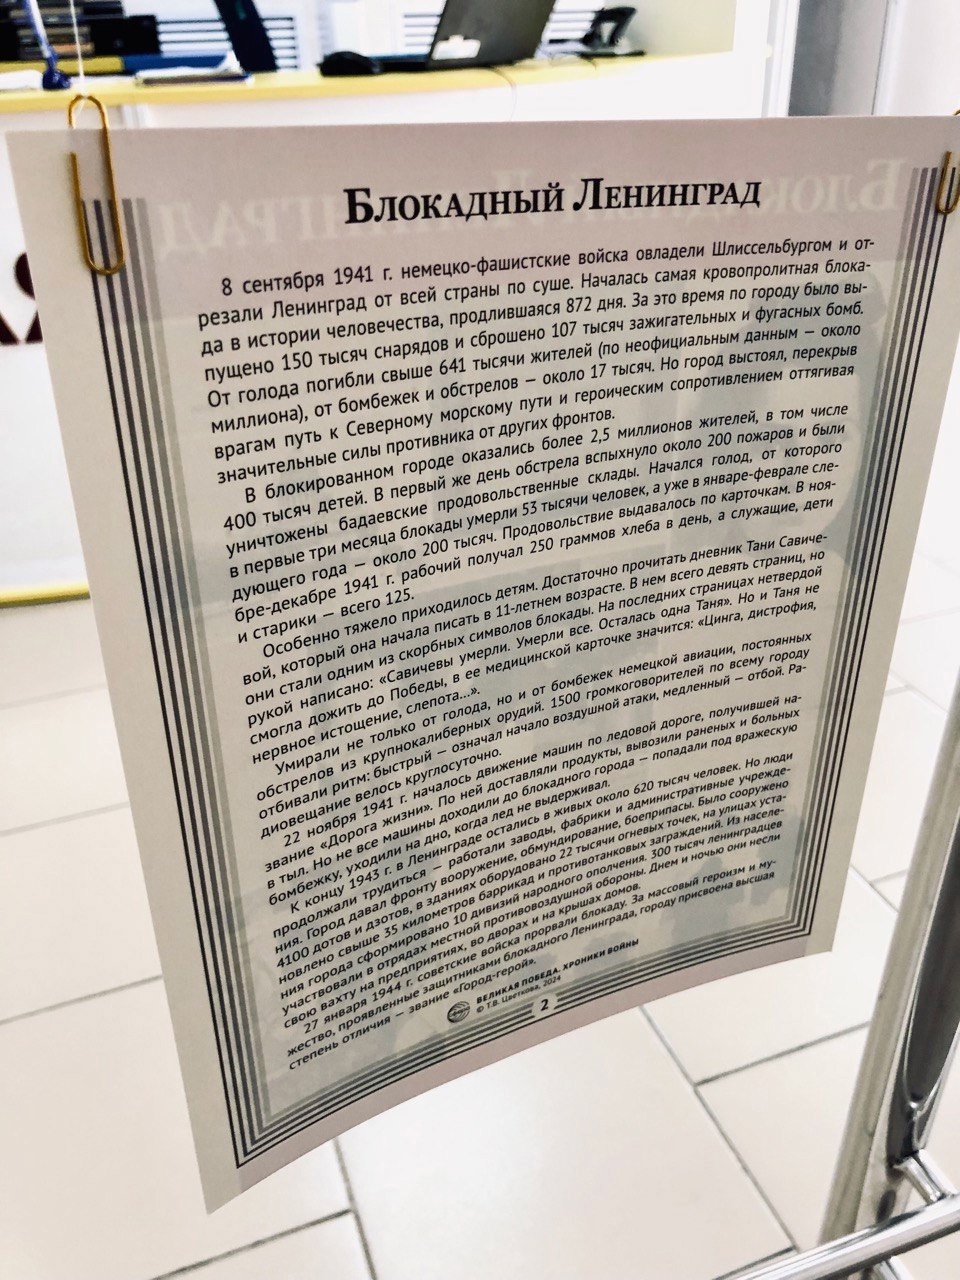 Блокадный Ленинград
8 сентября 1941 г. немецко-фашистские войска овладели Шлиссельбургом и от-
резали Ленинград от всей страны по суше. Началась самая кровопролитная блока-
да в истории человечества, продлившаяся 872 дня. За это время по городу было вы-
пущено 150 тысяч снарядов и сброшено 107 тысяч зажигательных и фугасных бомб.
От голода погибли свыше 641 тысячи жителей (по неофициальным данным — около
миллиона), от бомбежек и обстрелов — около 17 тысяч. Но город выстоял, перекрыв
врагам путь к Северному морскому пути и героическим сопротивлением оттягивая
значительные силы противника от других фронтов.
В блокированном городе оказались более 2,5 миллионов жителей, в том числе
400 тысяч детей. В первый же день обстрела вспыхнуло около 200 пожаров и были
уничтожены бадаевские продовольственные склады. Начался голод, от которого
в первые три месяца блокады умерли 53 тысячи человек, а уже в январе-феврале сле-
дующего года — около 200 тысяч. Продовольствие выдавалось по карточкам. В ноя-
бре-декабре 1941 г. рабочий получал 250 граммов хлеба в день, а служащие, дети
и старики — всего 125.
Особенно тяжело приходилось детям. Достаточно прочитать дневник Тани Савиче-
вой, который она начала писать в 11-летнем возрасте. В нем всего девять страниц, но
они стали одним из скорбных символов блокады. На последних страницах нетвердой
рукой написано: «Савичевы умерли. Умерли все. Осталась одна Таня». Но и Таня не
смогла дожить до Победы, в ее медицинской карточке значится: «Цинга, дистрофия,
нервное истощение, слепота...».
Умирали не только от голода, но и от бомбежек немецкой авиации, постоянных
обстрелов из крупнокалиберных орудий. 1500 громкоговорителей по всему городу
отбивали ритм: быстрый — означал начало воздушной атаки, медленный — отбой. Ра-
диовещание велось круглосуточно.
22 ноября 1941 г. началось движение машин по ледовой дороге, получившей на-
звание «Дорога жизни». По ней доставляли продукты, вывозили раненых и больных
в тыл. Но не все машины доходили до блокадного города — попадали под вражескую
бомбежку, уходили на дно, когда лед не выдерживал.
К концу 1943 г. в Ленинграде остались в живых около 620 тысяч человек. Но люди
продолжали трудиться — работали заводы, фабрики и административные учрежде-
ния. Город давал фронту вооружение, обмундирование, боеприпасы. Было сооружено
4100 дотов и дзотов, в зданиях оборудовано 22 тысячи огневых точек, на улицах уста-
новлено свыше 35 километров баррикад и противотанковых заграждений. Из населе-
ния города сформировано 10 дивизий народного ополчения. 300 тысяч ленинградцев
участвовали в отрядах местной противовоздушной обороны. Днем и ночью они несли
свою вахту на предприятиях, во дворах и на крышах домов.
27 января 1944 г. советские войска прорвали блокаду. За массовый героизм и му-
жество, проявленные защитниками блокадного Ленинграда, городу присвоена высшая
степень отличия — звание «Город-герой».
ВЕЛИКАЯ ПОБЕДА. ХРОНИКИ ВОЙНЫ
© Т.В. Цветкова, 2024
2